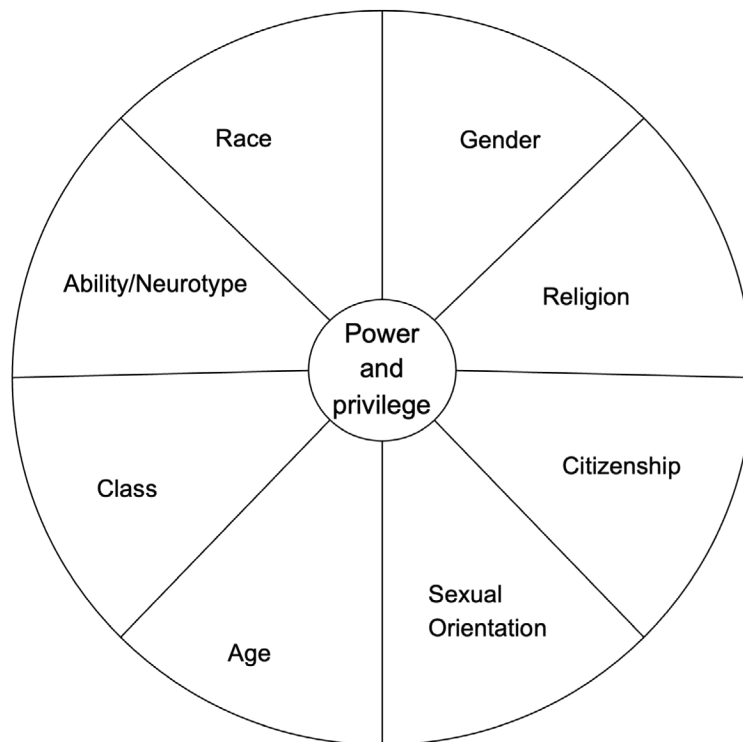 Race
Gender
Ability/Neurotype
Religion
Power
and
privilege
Class
Citizenship
Age
Sexual
Orientation